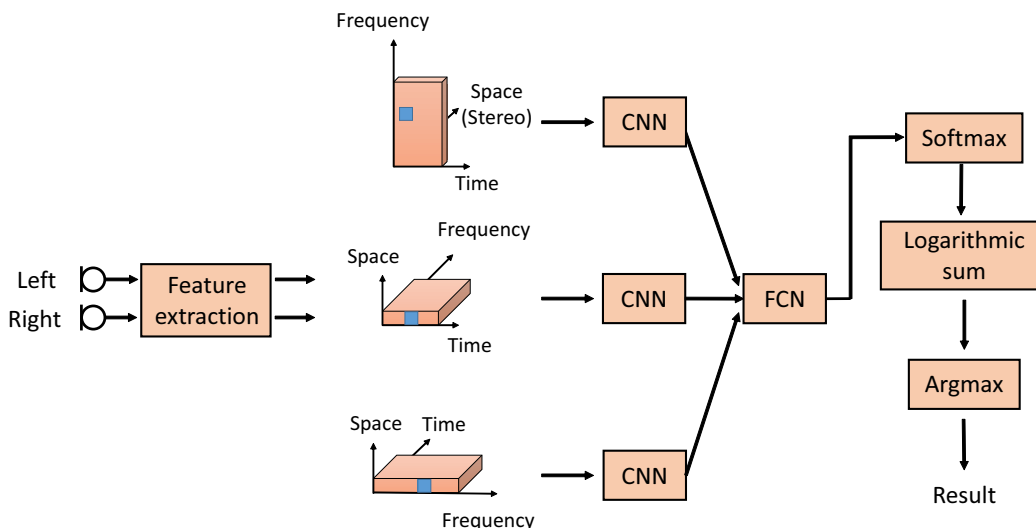 Frequency
Space
(Stereo)
Time
CNN
Softmax
Logarithmic
sum
Frequency
Space
Left
Right
Feature
extraction
Time
CNN
FCN
Argmax
Space
Time
Frequency
CNN
Result